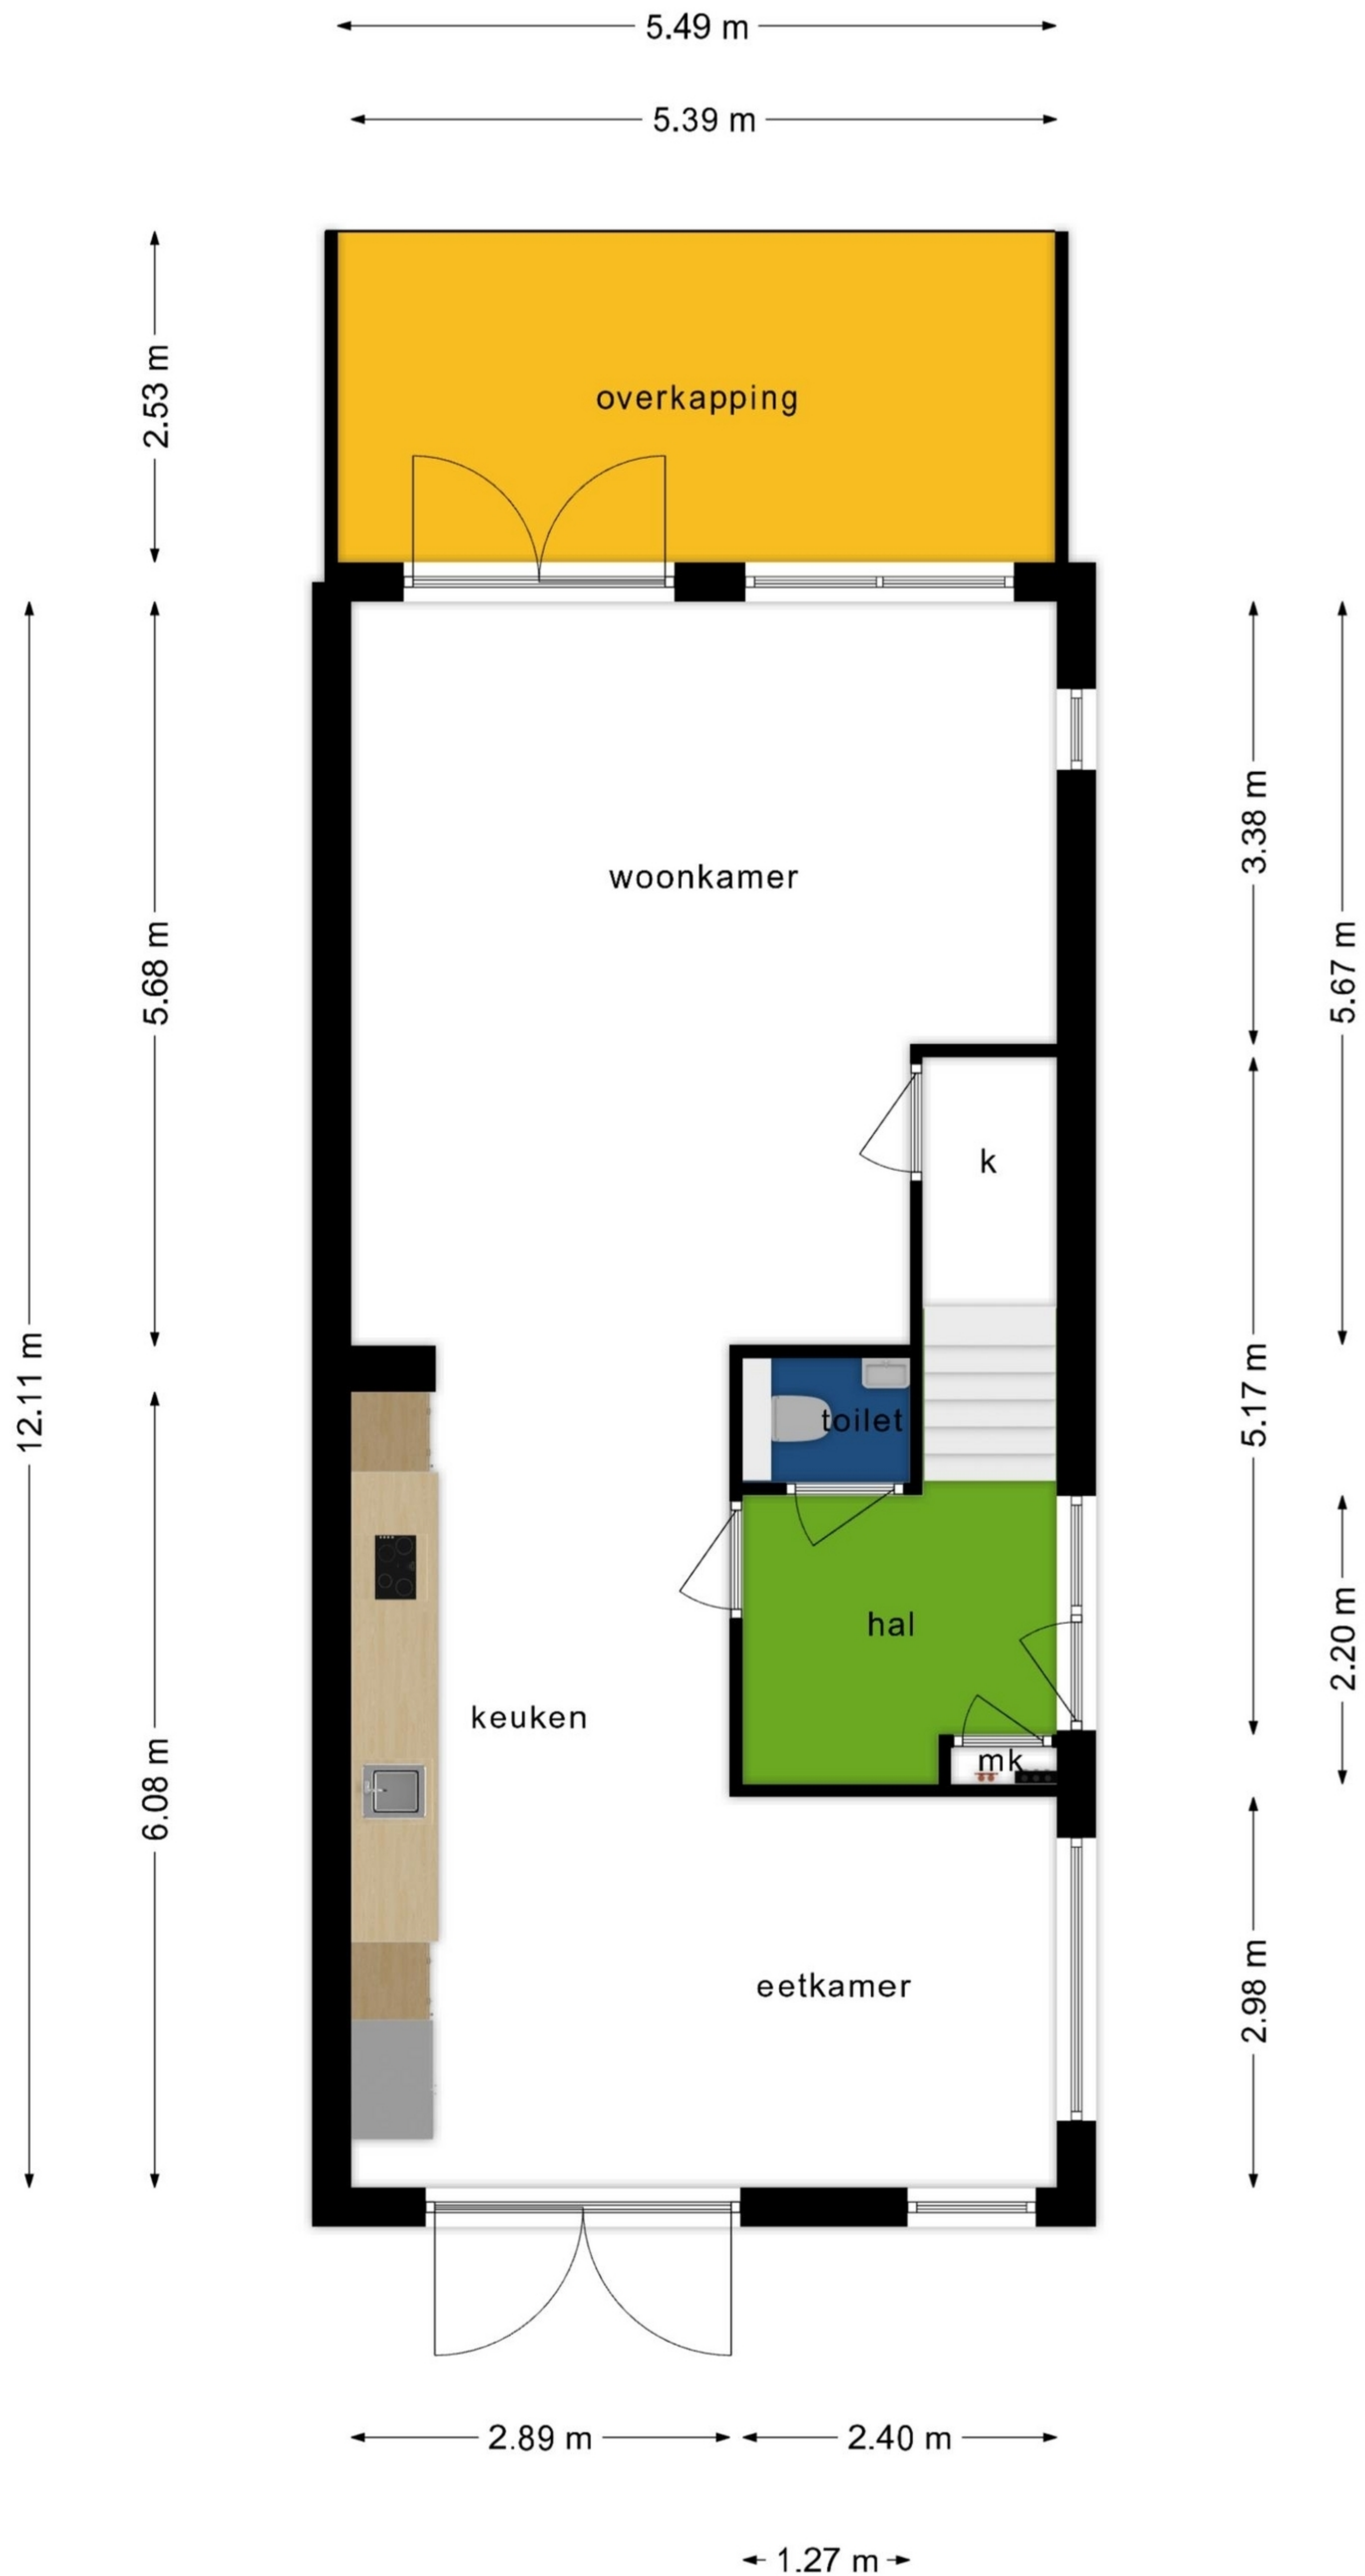 5.49 m
5.39 m
2.53 m
overkapping
woonkamer
3.38 m
5.68 m
5.67 m
k
12.11 m
toilet
5.17 m
hal
2.20 m
keuken
mk
6.08 m
eetkamer
2.98 m
2.89 m
2.40 m
1.27 m